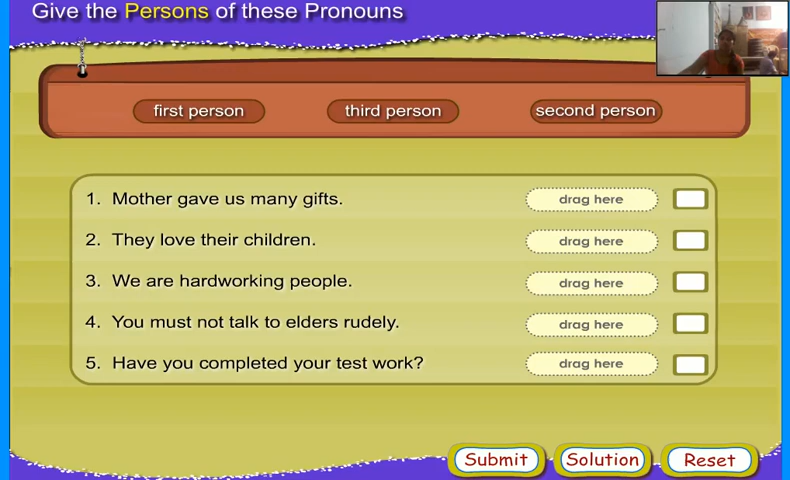 Give the Persons of these Pronouns
first person third person second person
1. Mother gave us many gifts. drag here
2. They love their children. drag here
3. We are hardworking people. drag here
4. You must not talk to elders rudely. drag here
5. Have you completed your test work? drag here
Submit Solution Reset